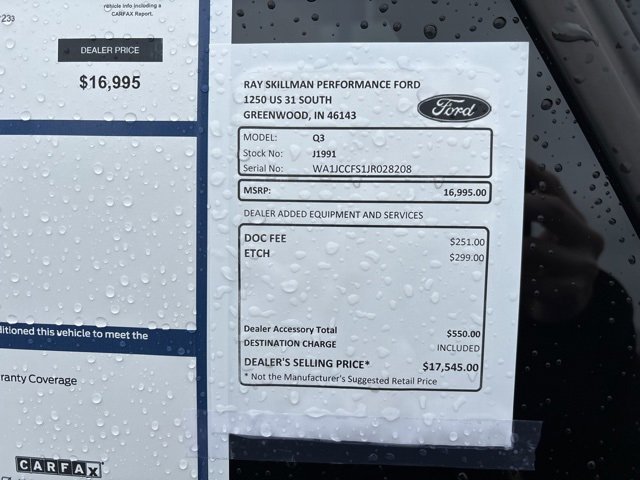 vehicle info including a
CARFAX Report.
DEALER PRICE
$16,995
ditioned this vehicle to meet the
ranty Coverage
CARFAX
RAY SKILLMAN PERFORMANCE FORD
1250 US 31 SOUTH
GREENWOOD, IN 46143
Ford
MODEL: Q3
Stock No: J1991
Serial No: WA1JCCFS1JR028208
MSRP: 16,995.00
DEALER ADDED EQUIPMENT AND SERVICES
DOC FEE $251.00
ETCH $299.00
Dealer Accessory Total $550.00
DESTINATION CHARGE INCLUDED
DEALER'S SELLING PRICE* $17,545.00
* Not the Manufacturer's Suggested Retail Price